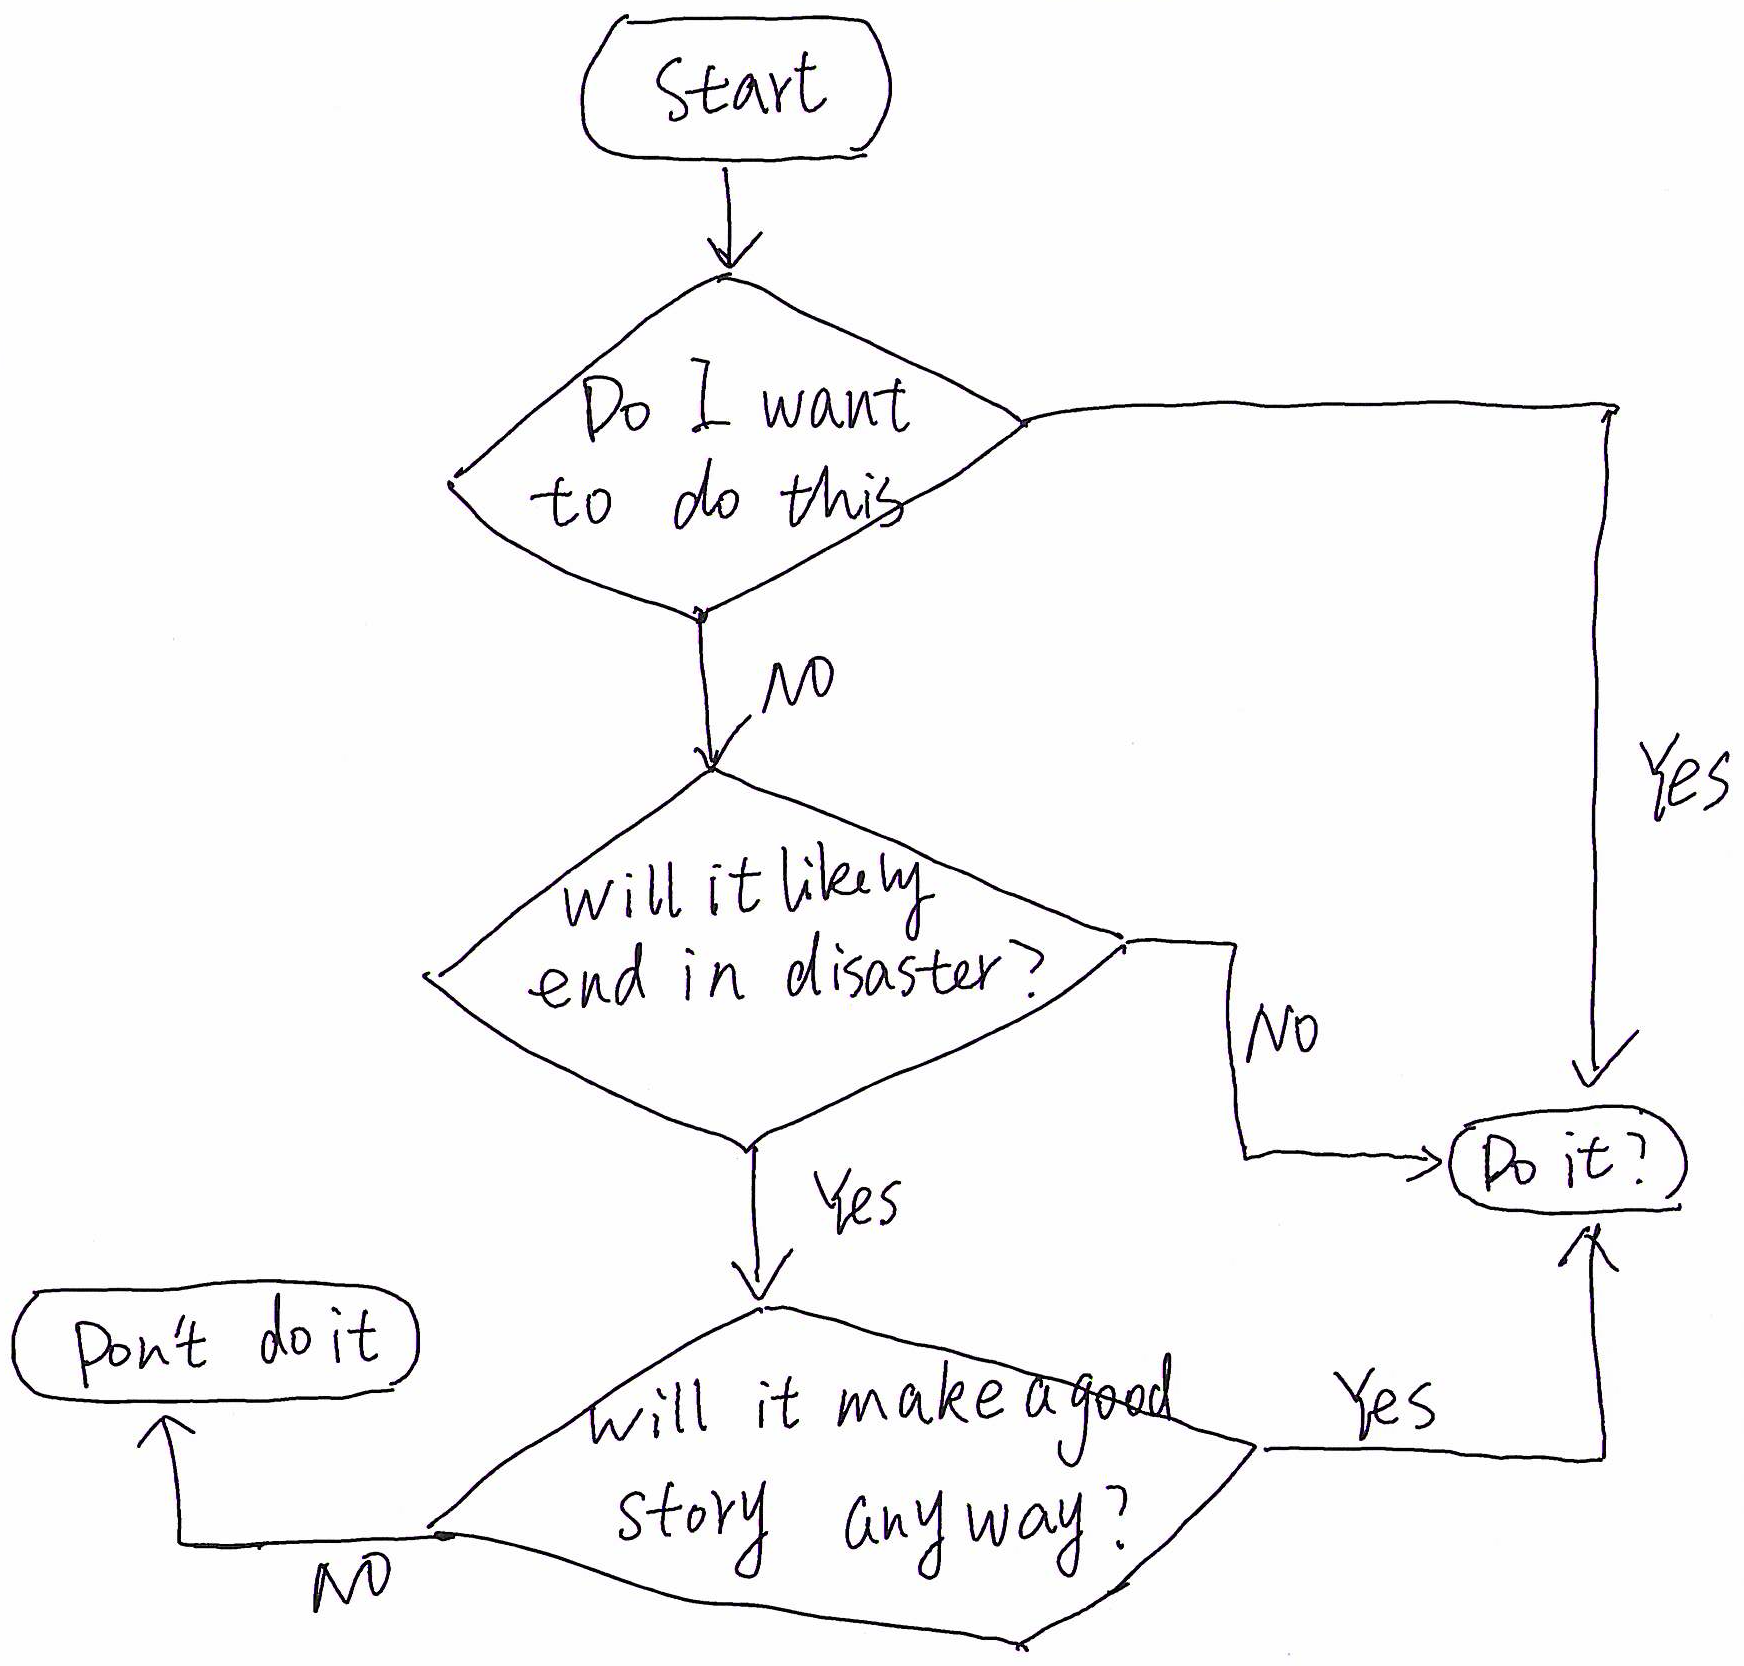 Start
Do I want
to do this
NO
Yes
Will it likely
end in disaster?
NO
Do it?
Yes
Don't do it
Will it make a good
story anyway?
Yes
NO